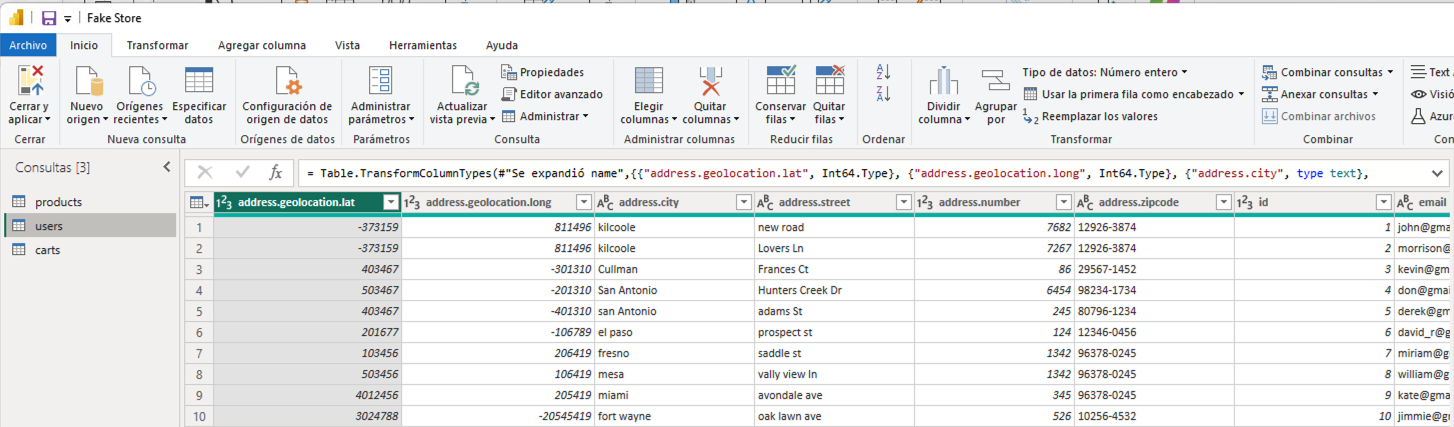 Fake Store
Archivo Inicio Transformar Agregar columna Vista Herramientas Ayuda
Cerrar y aplicar
Nuevo origen
Orígenes recientes
Especificar datos
Configuración de origen de datos
Administrar parámetros
Actualizar vista previa
Propiedades
Editor avanzado
Administrar
Elegir columnas
Quitar columnas
Conservar filas
Quitar filas
Dividir columna
Agrupar por
Tipo de datos: Número entero
Usar la primera fila como encabezado
Reemplazar los valores
Combinar consultas
Anexar consultas
Combinar archivos
Text
Visió
Azur
Cerrar Nueva consulta Orígenes de datos Parámetros Consulta Administrar columnas Reducir filas Ordenar Transformar Combinar Con
Consultas [3]
products
users
carts
fx = Table.TransformColumnTypes(#"Se expandió name",{{"address.geolocation.lat", Int64.Type}, {"address.geolocation.long", Int64.Type}, {"address.city", type text},
address.geolocation.lat address.geolocation.long address.city address.street address.number address.zipcode id email
1 -373159 811496 kilcoole new road 7682 12926-3874 1 john@gma
2 -373159 811496 kilcoole Lovers Ln 7267 12926-3874 2 morrison@
3 403467 -301310 Cullman Frances Ct 86 29567-1452 3 kevin@gm
4 503467 -201310 San Antonio Hunters Creek Dr 6454 98234-1734 4 don@gmai
5 403467 -401310 san Antonio adams St 245 80796-1234 5 derek@gm
6 201677 -106789 el paso prospect st 124 12346-0456 6 david_r@g
7 103456 206419 fresno saddle st 1342 96378-0245 7 miriam@g
8 503456 106419 mesa vally view ln 1342 96378-0245 8 william@g
9 4012456 205419 miami avondale ave 345 96378-0245 9 kate@gma
10 3024788 -20545419 fort wayne oak lawn ave 526 10256-4532 10 jimmie@g